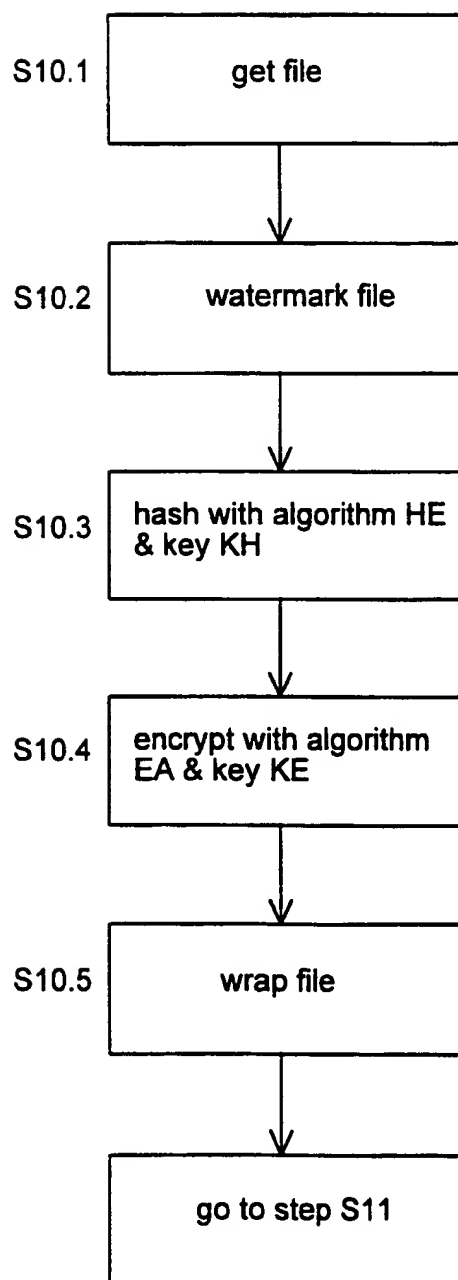 S10.1
get file
S10.2
watermark file
S10.3
hash with algorithm HE
& key KH
S10.4
encrypt with algorithm
EA & key KE
S10.5
wrap file
go to step S11